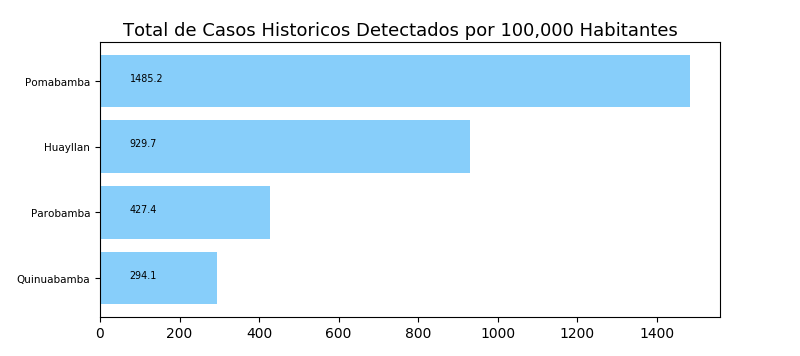 Total de Casos Historicos Detectados por 100,000 Habitantes
Pomabamba 1485.2
Huayllan 929.7
Parobamba 427.4
Quinuabamba 294.1
0 200 400 600 800 1000 1200 1400